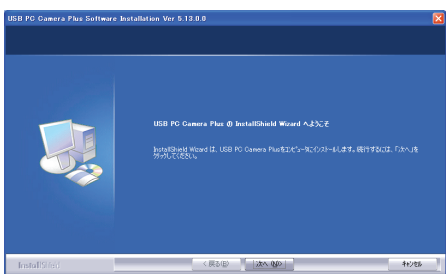 USB PC Camera Plus Software Installation Ver 5.13.0.0
USB PC Camera Plus の InstallShield Wizard へようこそ
InstallShield Wizard は、USB PC Camera Plusをコンピュータにインストールします。続行するには、「次へ」を
クリックしてください。
InstallShield
< 戻る(B)
次へ (N)>
キャンセル